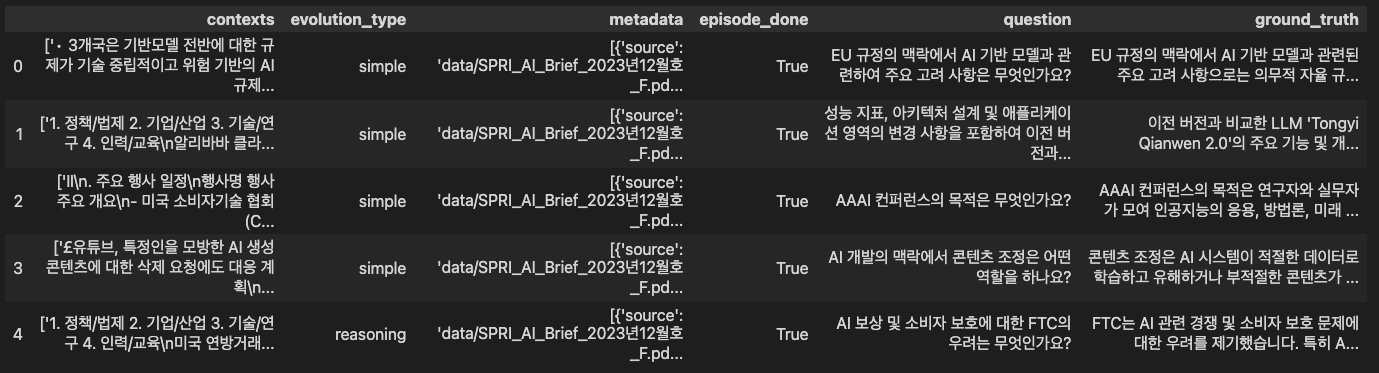 contexts evolution_type metadata episode_done question ground_truth
0 ['• 3개국은 기반모델 전반에 대한 규제가 기술 중립적이고 위험 기반의 AI 규제... simple [{'source': 'data/SPRI_AI_Brief_2023년12월호_F.pd... True EU 규정의 맥락에서 AI 기반 모델과 관련하여 주요 고려 사항은 무엇인가요? EU 규정의 맥락에서 AI 기반 모델과 관련된 주요 고려 사항으로는 의무적 자율 규...
1 ['1. 정책/법제 2. 기업/산업 3. 기술/연구 4. 인력/교육\n알리바바 클라... simple [{'source': 'data/SPRI_AI_Brief_2023년12월호_F.pd... True 성능 지표, 아키텍처 설계 및 애플리케이션 영역의 변경 사항을 포함하여 이전 버전과... 이전 버전과 비교한 LLM 'Tongyi Qianwen 2.0'의 주요 기능 및 개...
2 ['Ⅱ\n. 주요 행사 일정\n행사명 행사 주요 개요\n- 미국 소비자기술 협회(C... simple [{'source': 'data/SPRI_AI_Brief_2023년12월호_F.pd... True AAAI 컨퍼런스의 목적은 무엇인가요? AAAI 컨퍼런스의 목적은 연구자와 실무자가 모여 인공지능의 응용, 방법론, 미래 ...
3 ['£유튜브, 특정인을 모방한 AI 생성 콘텐츠에 대한 삭제 요청에도 대응 계획\n... simple [{'source': 'data/SPRI_AI_Brief_2023년12월호_F.pd... True AI 개발의 맥락에서 콘텐츠 조정은 어떤 역할을 하나요? 콘텐츠 조정은 AI 시스템이 적절한 데이터로 학습하고 유해하거나 부적절한 콘텐츠가 ...
4 ['1. 정책/법제 2. 기업/산업 3. 기술/연구 4. 인력/교육\n미국 연방거래... reasoning [{'source': 'data/SPRI_AI_Brief_2023년12월호_F.pd... True AI 보상 및 소비자 보호에 대한 FTC의 우려는 무엇인가요? FTC는 AI 관련 경쟁 및 소비자 보호 문제에 대한 우려를 제기했습니다. 특히 A...